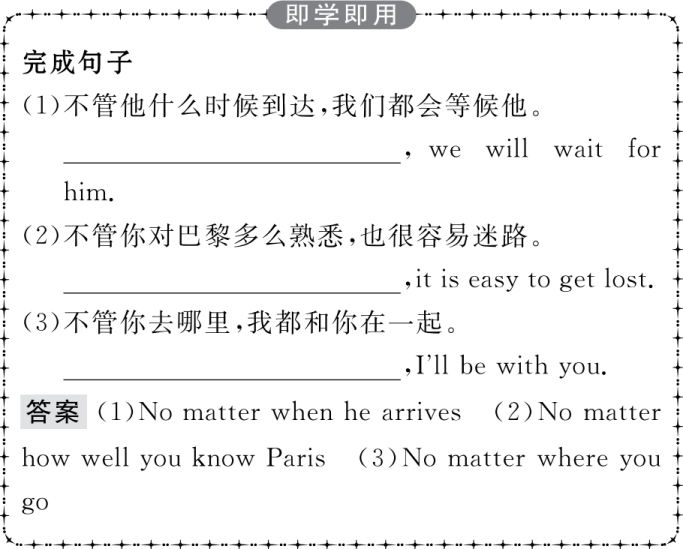 即学即用
完成句子
(1)不管他什么时候到达,我们都会等候他。
________________________, we will wait for
him.
(2)不管你对巴黎多么熟悉,也很容易迷路。
________________________,it is easy to get lost.
(3)不管你去哪里,我都和你在一起。
________________________,I'll be with you.
答案 (1)No matter when he arrives (2)No matter
how well you know Paris (3)No matter where you
go